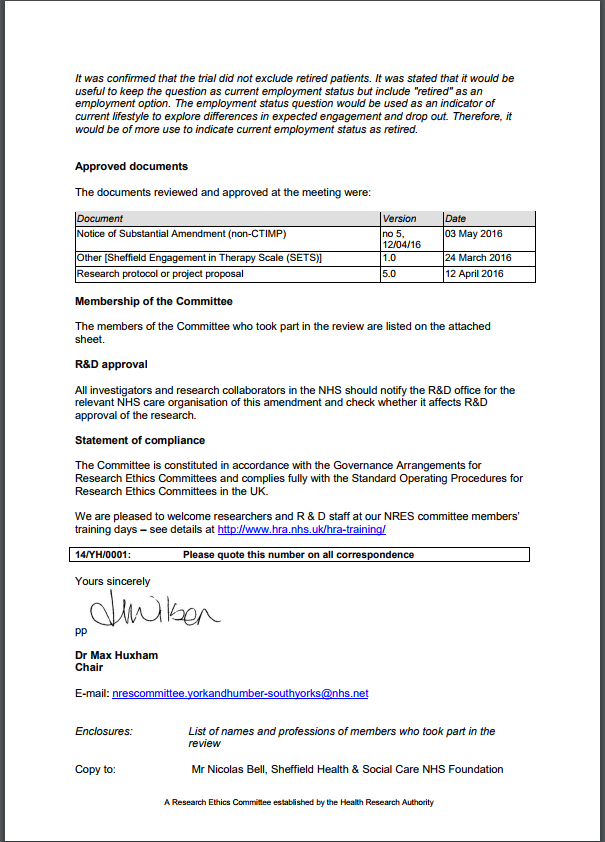 It was confirmed that the trial did not exclude retired patients. It was stated that it would be
useful to keep the question as current employment status but include "retired" as an
employment option. The employment status question would be used as an indicator of
current lifestyle to explore differences in expected engagement and drop out. Therefore, it
would be of more use to indicate current employment status as retired.
Approved documents
The documents reviewed and approved at the meeting were:
Document Version Date
Notice of Substantial Amendment (non-CTIMP) no 5, 03 May 2016
12/04/16
Other [Sheffield Engagement in Therapy Scale (SETS)] 1.0 24 March 2016
Research protocol or project proposal 5.0 12 April 2016
Membership of the Committee
The members of the Committee who took part in the review are listed on the attached
sheet.
R&D approval
All investigators and research collaborators in the NHS should notify the R&D office for the
relevant NHS care organisation of this amendment and check whether it affects R&D
approval of the research.
Statement of compliance
The Committee is constituted in accordance with the Governance Arrangements for
Research Ethics Committees and complies fully with the Standard Operating Procedures for
Research Ethics Committees in the UK.
We are pleased to welcome researchers and R & D staff at our NRES committee members'
training days – see details at http://www.hra.nhs.uk/hra-training/
14/YH/0001: Please quote this number on all correspondence
Yours sincerely
pp
Dr Max Huxham
Chair
E-mail: nrescommittee.yorkandhumber-southyorks@nhs.net
Enclosures: List of names and professions of members who took part in the
review
Copy to: Mr Nicolas Bell, Sheffield Health & Social Care NHS Foundation
A Research Ethics Committee established by the Health Research Authority